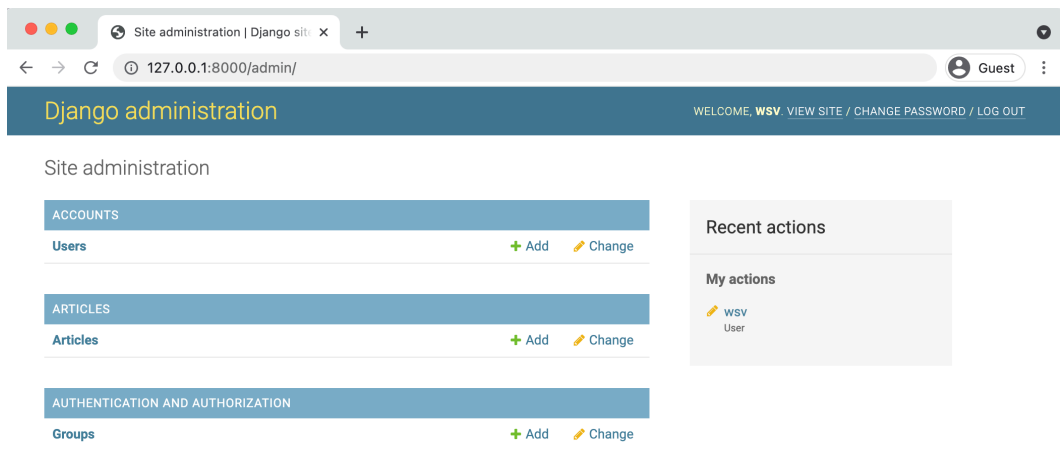 Site administration | Django sit
127.0.0.1:8000/admin/
Guest
Django administration
WELCOME, WSV. VIEW SITE / CHANGE PASSWORD / LOG OUT
Site administration
ACCOUNTS
Users
Add
Change
ARTICLES
Articles
Add
Change
AUTHENTICATION AND AUTHORIZATION
Groups
Add
Change
Recent actions
My actions
wsv
User